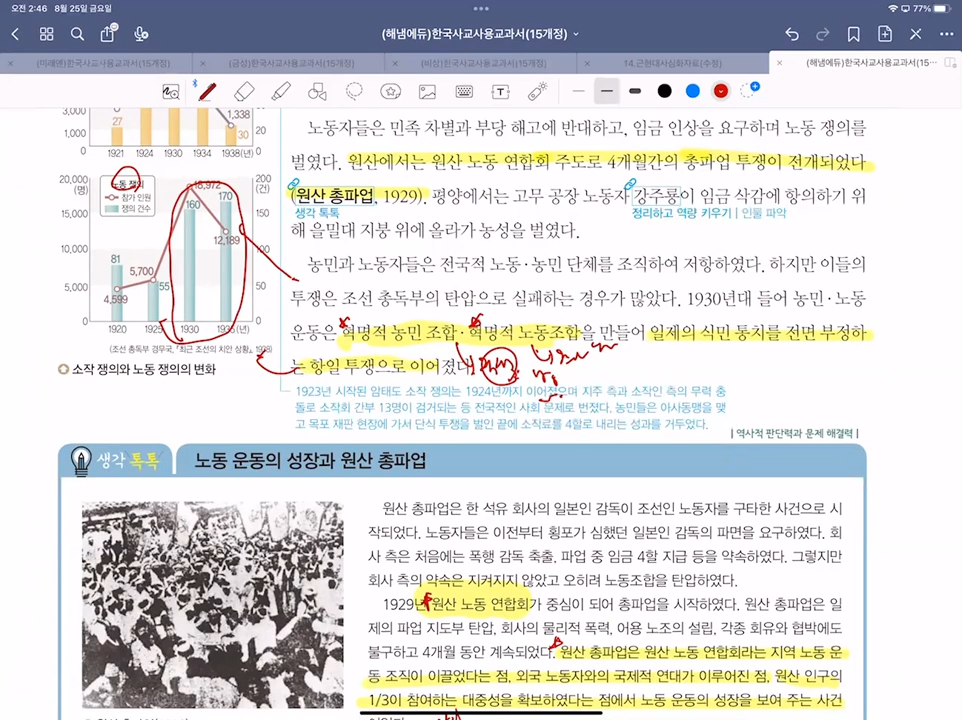 오전 2:46 8월 25일 금요일
77%
(해냄에듀)한국사교사용교과서(15개정)
(미래엔)한국사교사용교과서(15개정)
(금성)한국사교사용교과서(15개정)
(비상)한국사교사용교과서(15개정)
14.근현대사심화자료(수정)
(해냄에듀)한국사교사용교과서(15…
3,000
1,000
0
27
1,338
30
20
0
1921 1924 1930 1938(년)
20,000
(명)
15,000
10,000
5,000
0
노동 쟁의
참가 인원
쟁의 건수
200
(건)
150
100
50
0
81
4,599
5,700
55
18,972
160
170
12,189
1920 1925 1930 1935(년)
(조선 총독부 경무국, 『최근 조선의 치안 상황』, 1938)
소작 쟁의와 노동 쟁의의 변화
노동자들은 민족 차별과 부당 해고에 반대하고, 임금 인상을 요구하며 노동 쟁의를
벌였다. 원산에서는 원산 노동 연합회 주도로 4개월간의 총파업 투쟁이 전개되었다
(원산 총파업, 1929). 평양에서는 고무 공장 노동자 강주룡이 임금 삭감에 항의하기 위
생각 톡톡
정리하고 역량 키우기 | 인물 파악
해 을밀대 지붕 위에 올라가 농성을 벌였다.
농민과 노동자들은 전국적 노동·농민 단체를 조직하여 저항하였다. 하지만 이들의
투쟁은 조선 총독부의 탄압으로 실패하는 경우가 많았다. 1930년대 들어 농민·노동
운동은 혁명적 농민 조합·혁명적 노동조합을 만들어 일제의 식민 통치를 전면 부정하
는 항일 투쟁으로 이어졌다.
1923년 시작된 암태도 소작 쟁의는 1924년까지 이어졌으며 지주 측과 소작인 측의 무력 충
돌로 소작회 간부 13명이 검거되는 등 전국적인 사회 문제로 번졌다. 농민들은 아사동맹을 맺
고 목포 재판 현장에 가서 단식 투쟁을 벌인 끝에 소작료를 4할로 내리는 성과를 거두었다.
| 역사적 판단력과 문제 해결력 |
생각 톡톡
노동 운동의 성장과 원산 총파업
원산 총파업은 한 석유 회사의 일본인 감독이 조선인 노동자를 구타한 사건으로 시
작되었다. 노동자들은 이전부터 횡포가 심했던 일본인 감독의 파면을 요구하였다. 회
사 측은 처음에는 폭행 감독 축출, 파업 중 임금 4할 지급 등을 약속하였다. 그렇지만
회사 측의 약속은 지켜지지 않았고 오히려 노동조합을 탄압하였다.
1929년 원산 노동 연합회가 중심이 되어 총파업을 시작하였다. 원산 총파업은 일
제의 파업 지도부 탄압, 회사의 물리적 폭력, 어용 노조의 설립, 각종 회유와 협박에도
불구하고 4개월 동안 계속되었다. 원산 총파업은 원산 노동 연합회라는 지역 노동 운
동 조직이 이끌었다는 점, 외국 노동자와의 국제적 연대가 이루어진 점, 원산 인구의
1/3이 참여하는 대중성을 확보하였다는 점에서 노동 운동의 성장을 보여 주는 사건